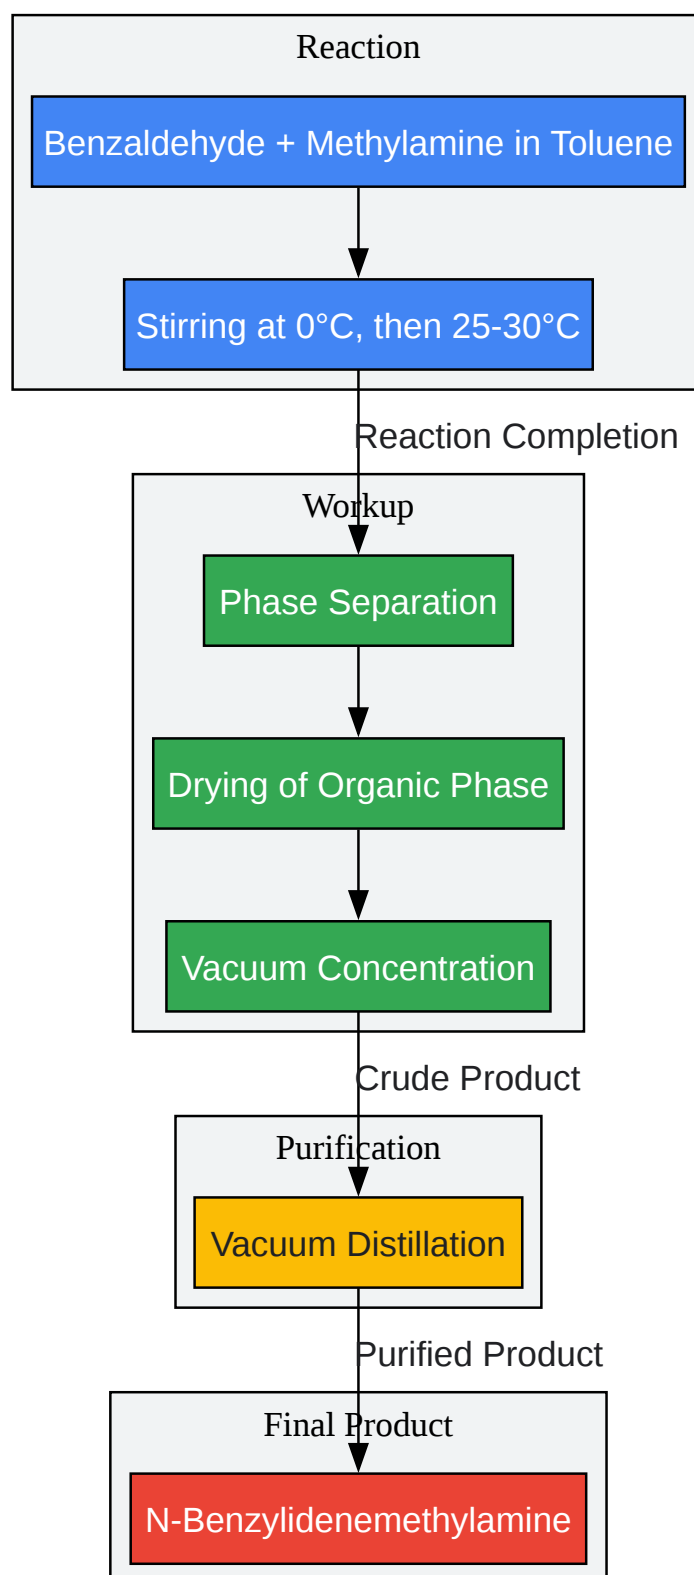 Reaction
Benzaldehyde + Methylamine in Toluene
Stirring at 0°C, then 25-30°C
Reaction Completion
Workup
Phase Separation
Drying of Organic Phase
Vacuum Concentration
Crude Product
Purification
Vacuum Distillation
Purified Product
Final Product
N-Benzylidenemethylamine